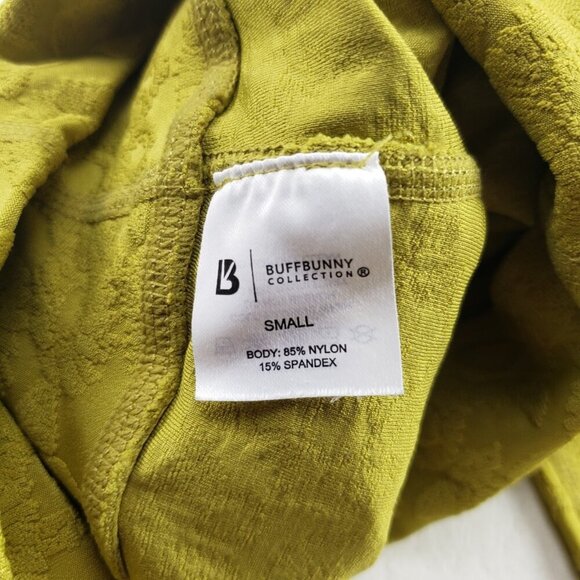 B
BUFFBUNNY
COLLECTION®
SMALL
BODY: 85% NYLON
15% SPANDEX